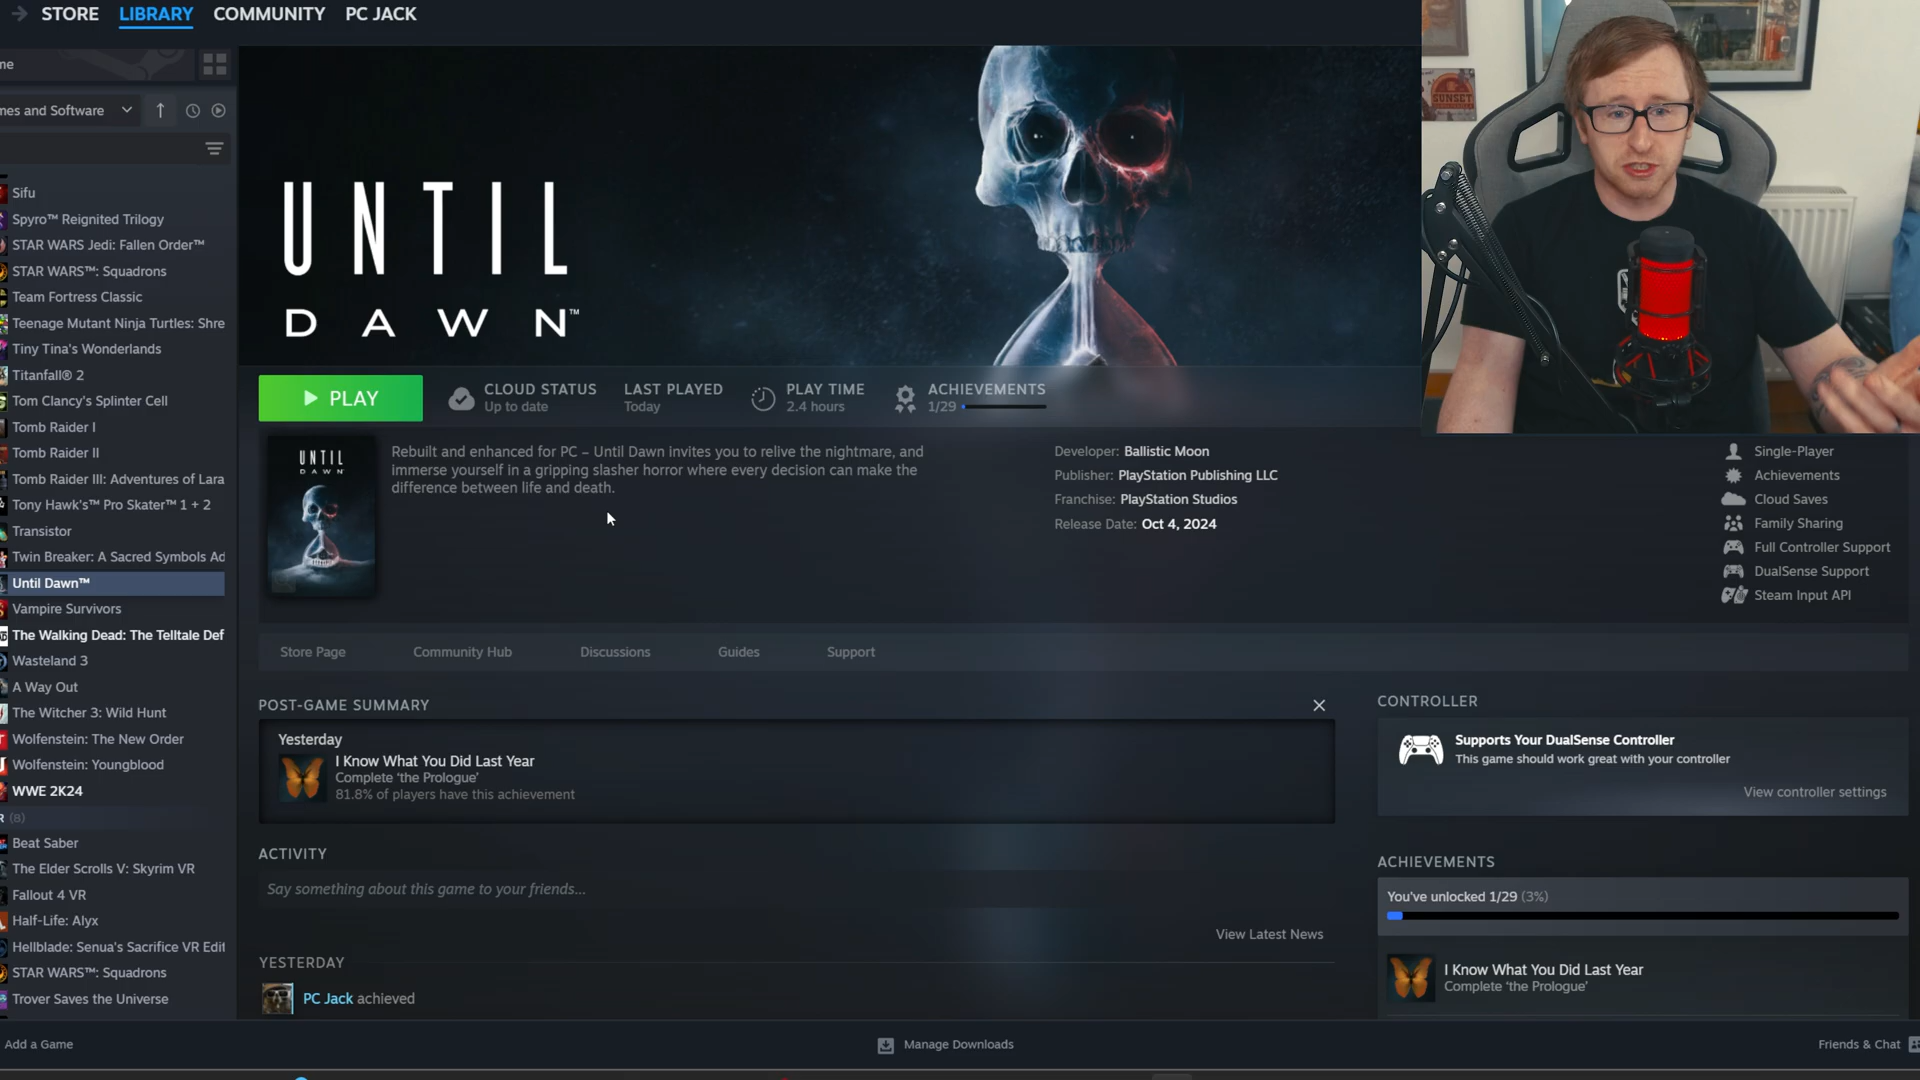 STORE LIBRARY COMMUNITY PC JACK
me
mes and Software
Sifu
Spyro™ Reignited Trilogy
STAR WARS Jedi: Fallen Order™
STAR WARS™: Squadrons
Team Fortress Classic
Teenage Mutant Ninja Turtles: Shre
Tiny Tina's Wonderlands
Titanfall® 2
Tom Clancy's Splinter Cell
Tomb Raider I
Tomb Raider II
Tomb Raider III: Adventures of Lara
Tony Hawk's™ Pro Skater™ 1 + 2
Transistor
Twin Breaker: A Sacred Symbols Ad
Until Dawn™
Vampire Survivors
The Walking Dead: The Telltale Def
Wasteland 3
A Way Out
The Witcher 3: Wild Hunt
Wolfenstein: The New Order
Wolfenstein: Youngblood
WWE 2K24
R (8)
Beat Saber
The Elder Scrolls V: Skyrim VR
Fallout 4 VR
Half-Life: Alyx
Hellblade: Senua's Sacrifice VR Edit
STAR WARS™: Squadrons
Trover Saves the Universe
Add a Game
UNTIL
DAWN™
SUNSET
PLAY
CLOUD STATUS
Up to date
LAST PLAYED
Today
PLAY TIME
2.4 hours
ACHIEVEMENTS
1/29
UNTIL
DAWN
Rebuilt and enhanced for PC – Until Dawn invites you to relive the nightmare, and
immerse yourself in a gripping slasher horror where every decision can make the
difference between life and death.
Developer: Ballistic Moon
Publisher: PlayStation Publishing LLC
Franchise: PlayStation Studios
Release Date: Oct 4, 2024
Single-Player
Achievements
Cloud Saves
Family Sharing
Full Controller Support
DualSense Support
Steam Input API
Store Page Community Hub Discussions Guides Support
POST-GAME SUMMARY
Yesterday
I Know What You Did Last Year
Complete ‘the Prologue’
81.8% of players have this achievement
ACTIVITY
Say something about this game to your friends...
View Latest News
YESTERDAY
PC Jack achieved
CONTROLLER
Supports Your DualSense Controller
This game should work great with your controller
View controller settings
ACHIEVEMENTS
You've unlocked 1/29 (3%)
I Know What You Did Last Year
Complete ‘the Prologue’
Manage Downloads
Friends & Chat